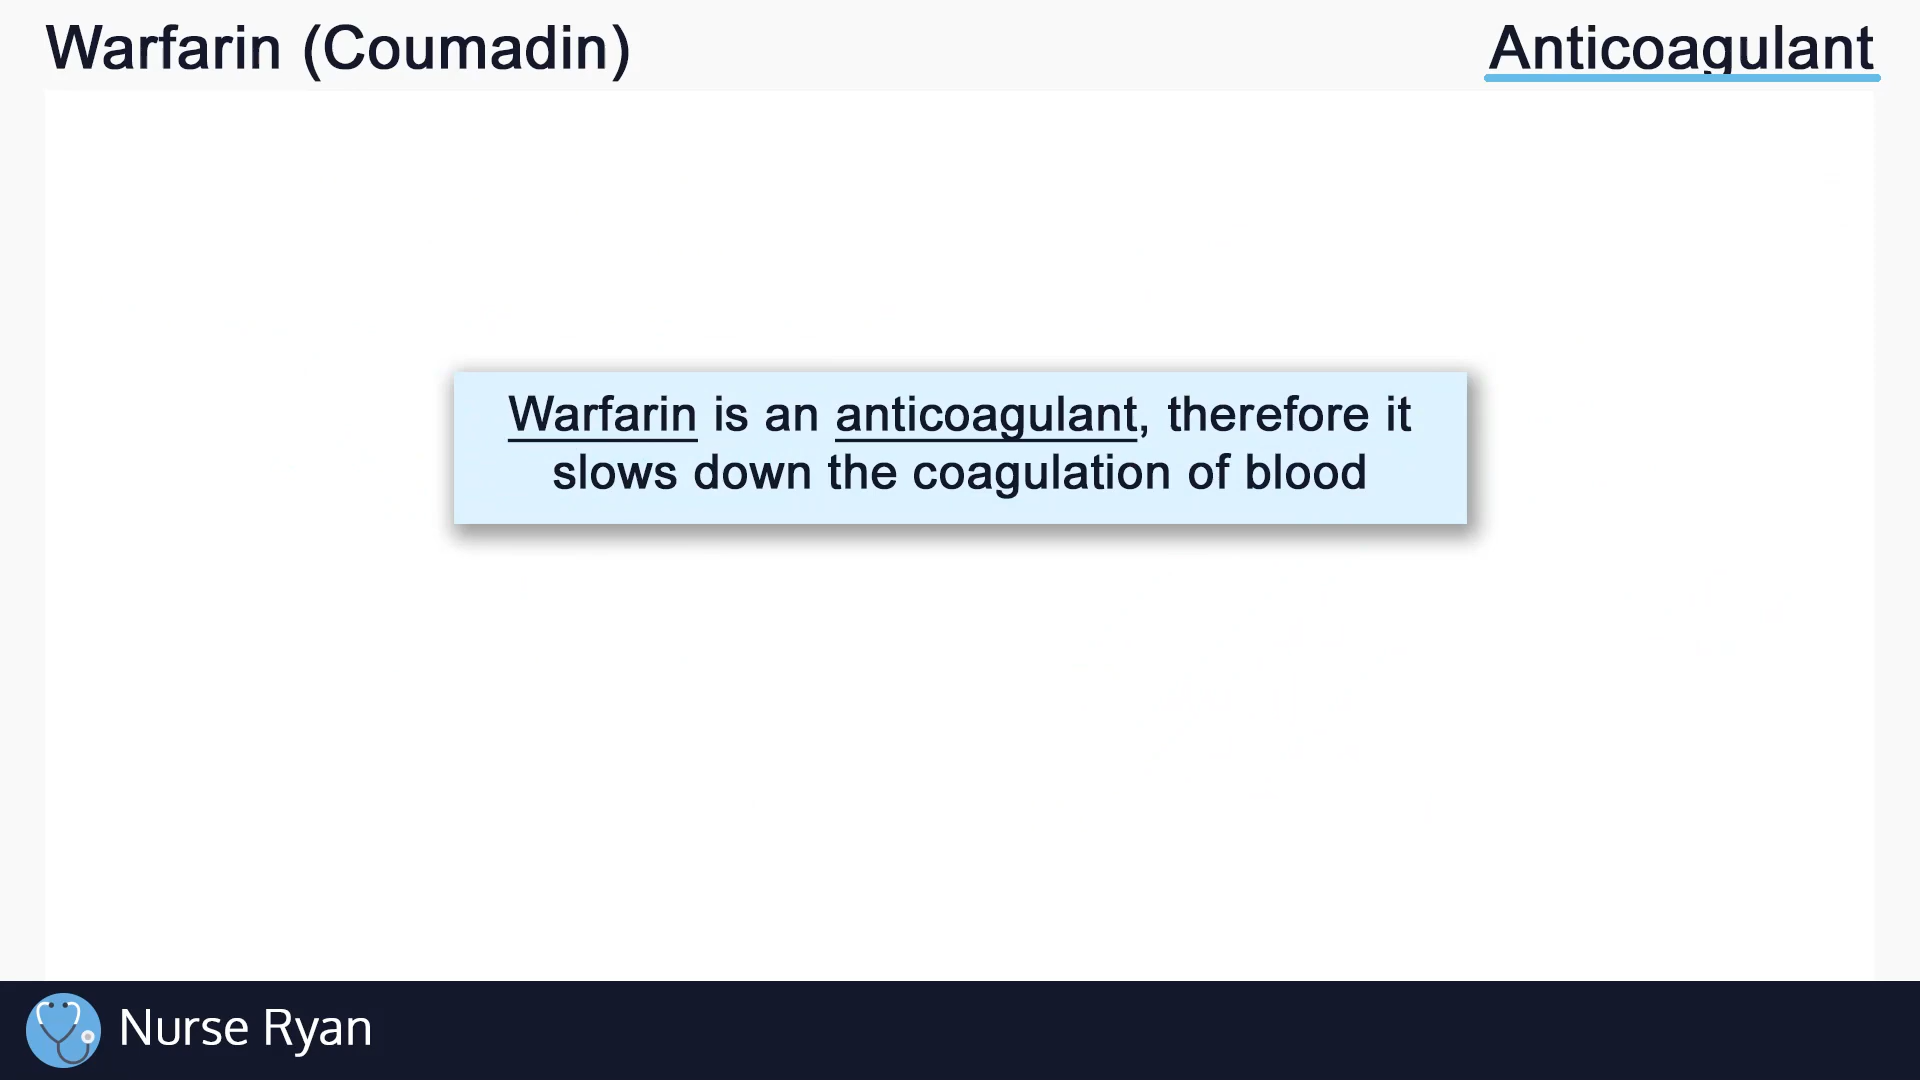 Warfarin (Coumadin)
Anticoagulant
Warfarin is an anticoagulant, therefore it
slows down the coagulation of blood
Nurse Ryan